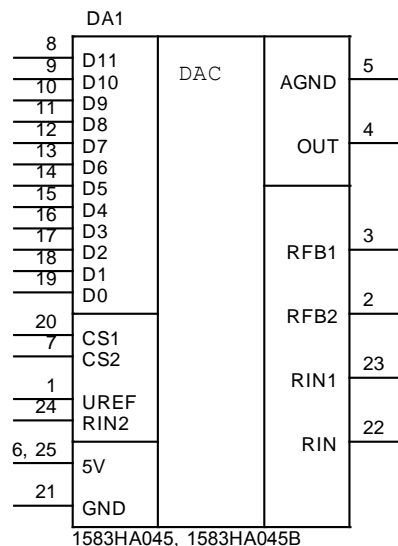 DA1
DAC
8 D11
9 D10
10 D9
11 D8
12 D7
13 D6
14 D5
15 D4
16 D3
17 D2
18 D1
19 D0
20 CS1
7 CS2
1 UREF
24 RIN2
6, 25 5V
21 GND
AGND 5
OUT 4
RFB1 3
RFB2 2
RIN1 23
RIN 22
1583HA045, 1583HA045B